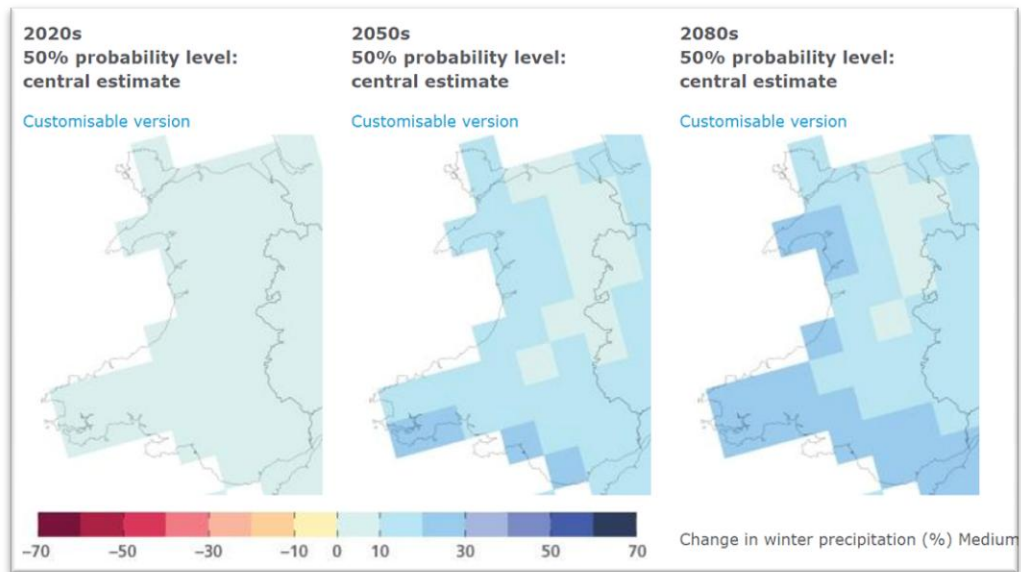 2020s
50% probability level:
central estimate
Customisable version
2050s
50% probability level:
central estimate
Customisable version
2080s
50% probability level:
central estimate
Customisable version
–70 –50 –30 –10 0 10 30 50 70
Change in winter precipitation (%) Medium